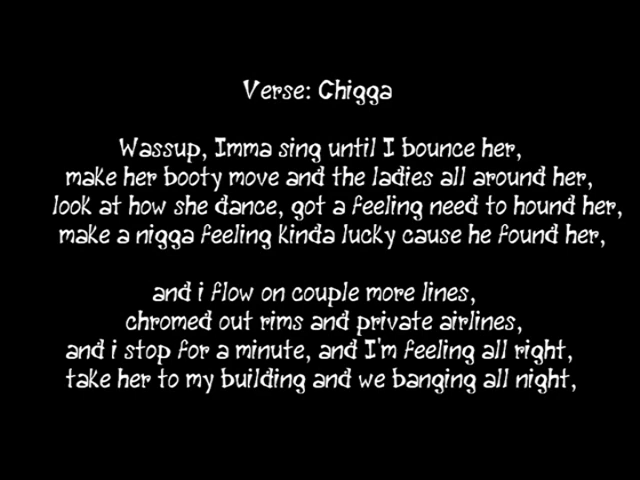 Verse: Chigga
Wassup, Imma sing until I bounce her,
make her booty move and the ladies all around her,
look at how she dance, got a feeling need to hound her,
make a nigga feeling kinda lucky cause he found her,
and i flow on couple more lines,
chromed out rims and private airlines,
and i stop for a minute, and I'm feeling all right,
take her to my building and we banging all night,